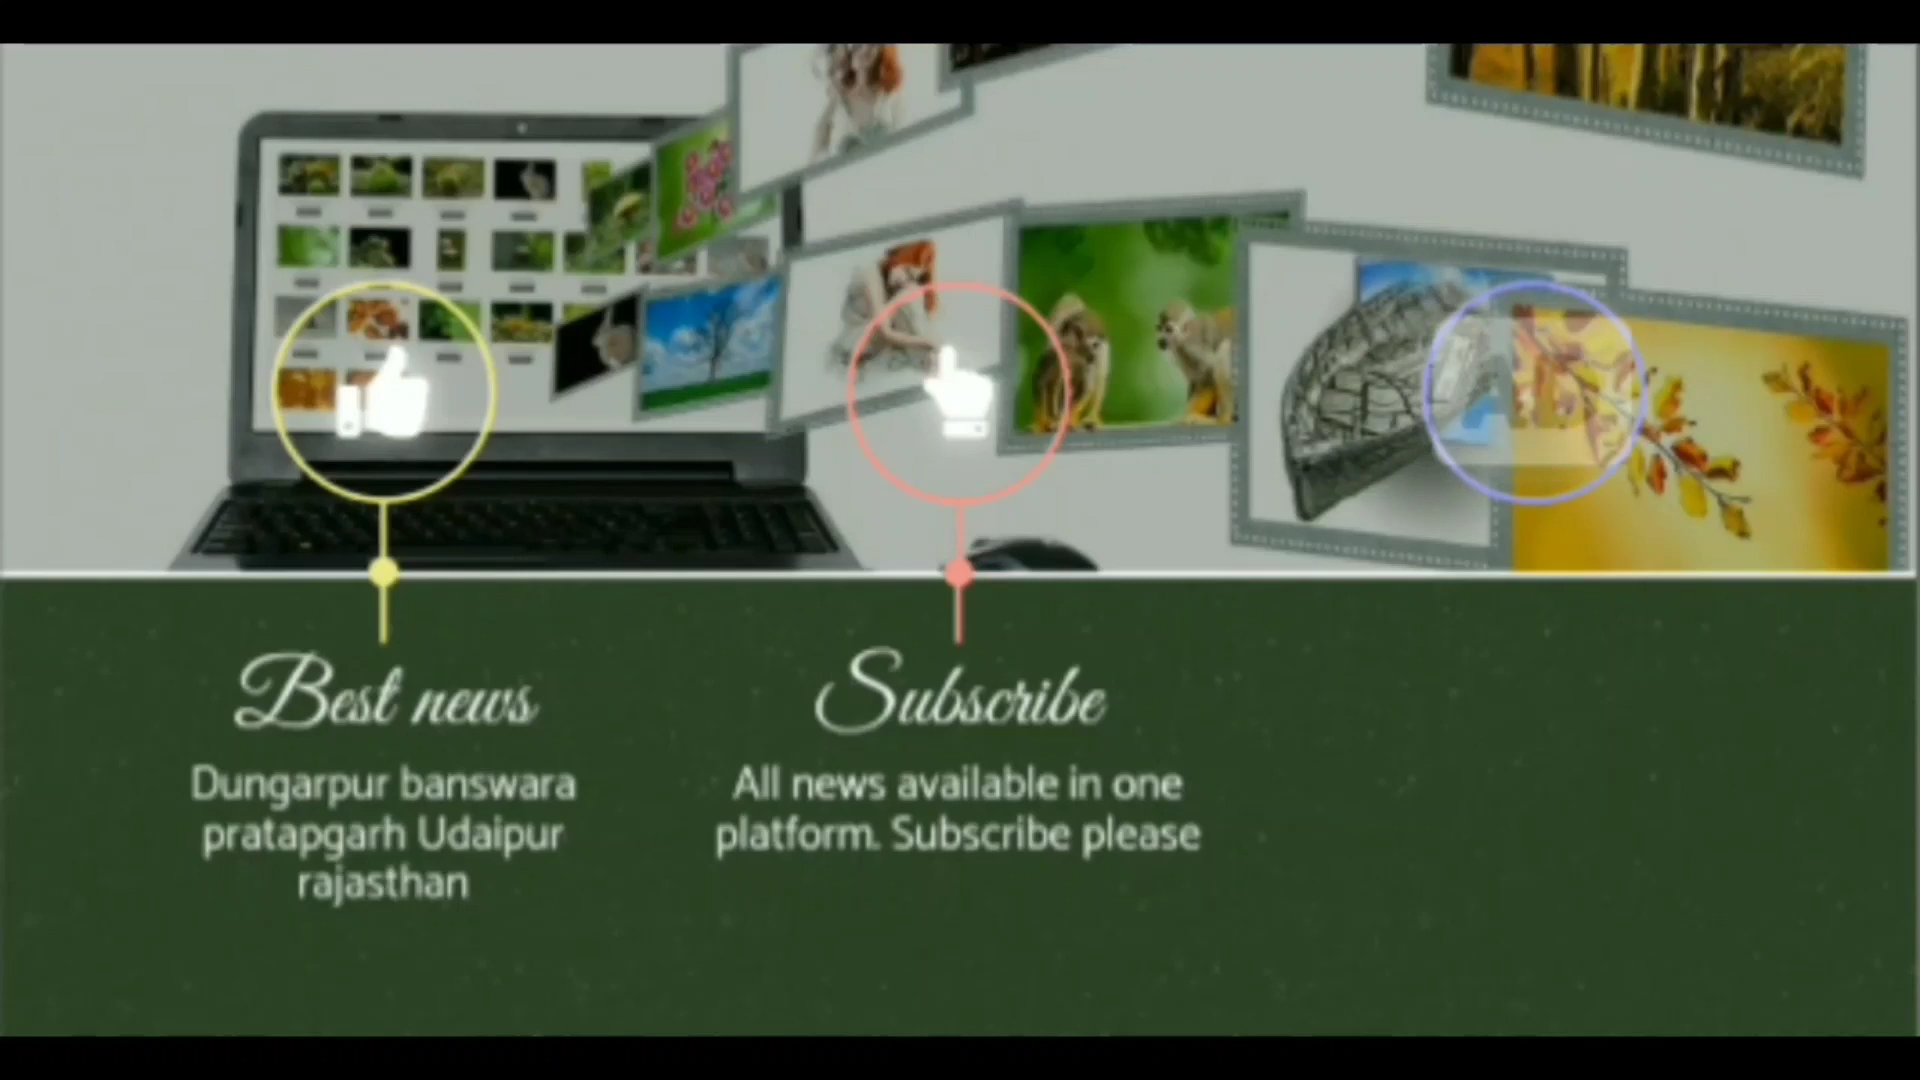 Best news
Dungarpur banswara
pratapgarh Udaipur
rajasthan
Subscribe
All news available in one
platform. Subscribe please